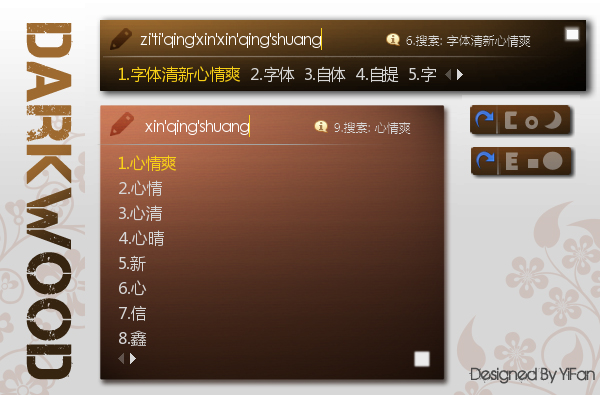 DARKWOOD
zi'ti'qing'xin'xin'qing'shuang
6.搜索: 字体清新心情爽
1.字体清新心情爽 2.字体 3.自体 4.自提 5.字
xin'qing'shuang
9.搜索: 心情爽
1.心情爽
2.心情
3.心清
4.心晴
5.新
6.心
7.信
8.鑫
Designed By YiFan